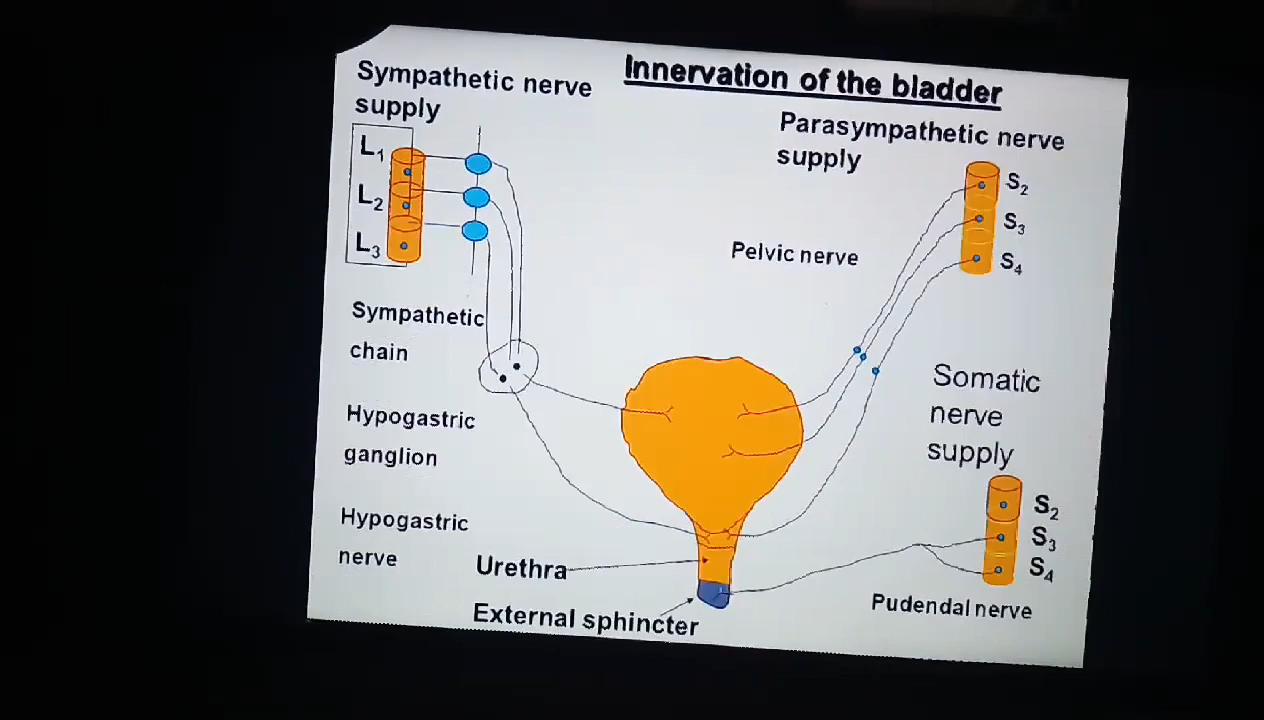 Innervation of the bladder
Sympathetic nerve
supply
L1
L2
L3
Sympathetic
chain
Hypogastric
ganglion
Hypogastric
nerve
Urethra
External sphincter
Parasympathetic nerve
supply
S2
S3
S4
Pelvic nerve
Somatic
nerve
supply
S2
S3
S4
Pudendal nerve